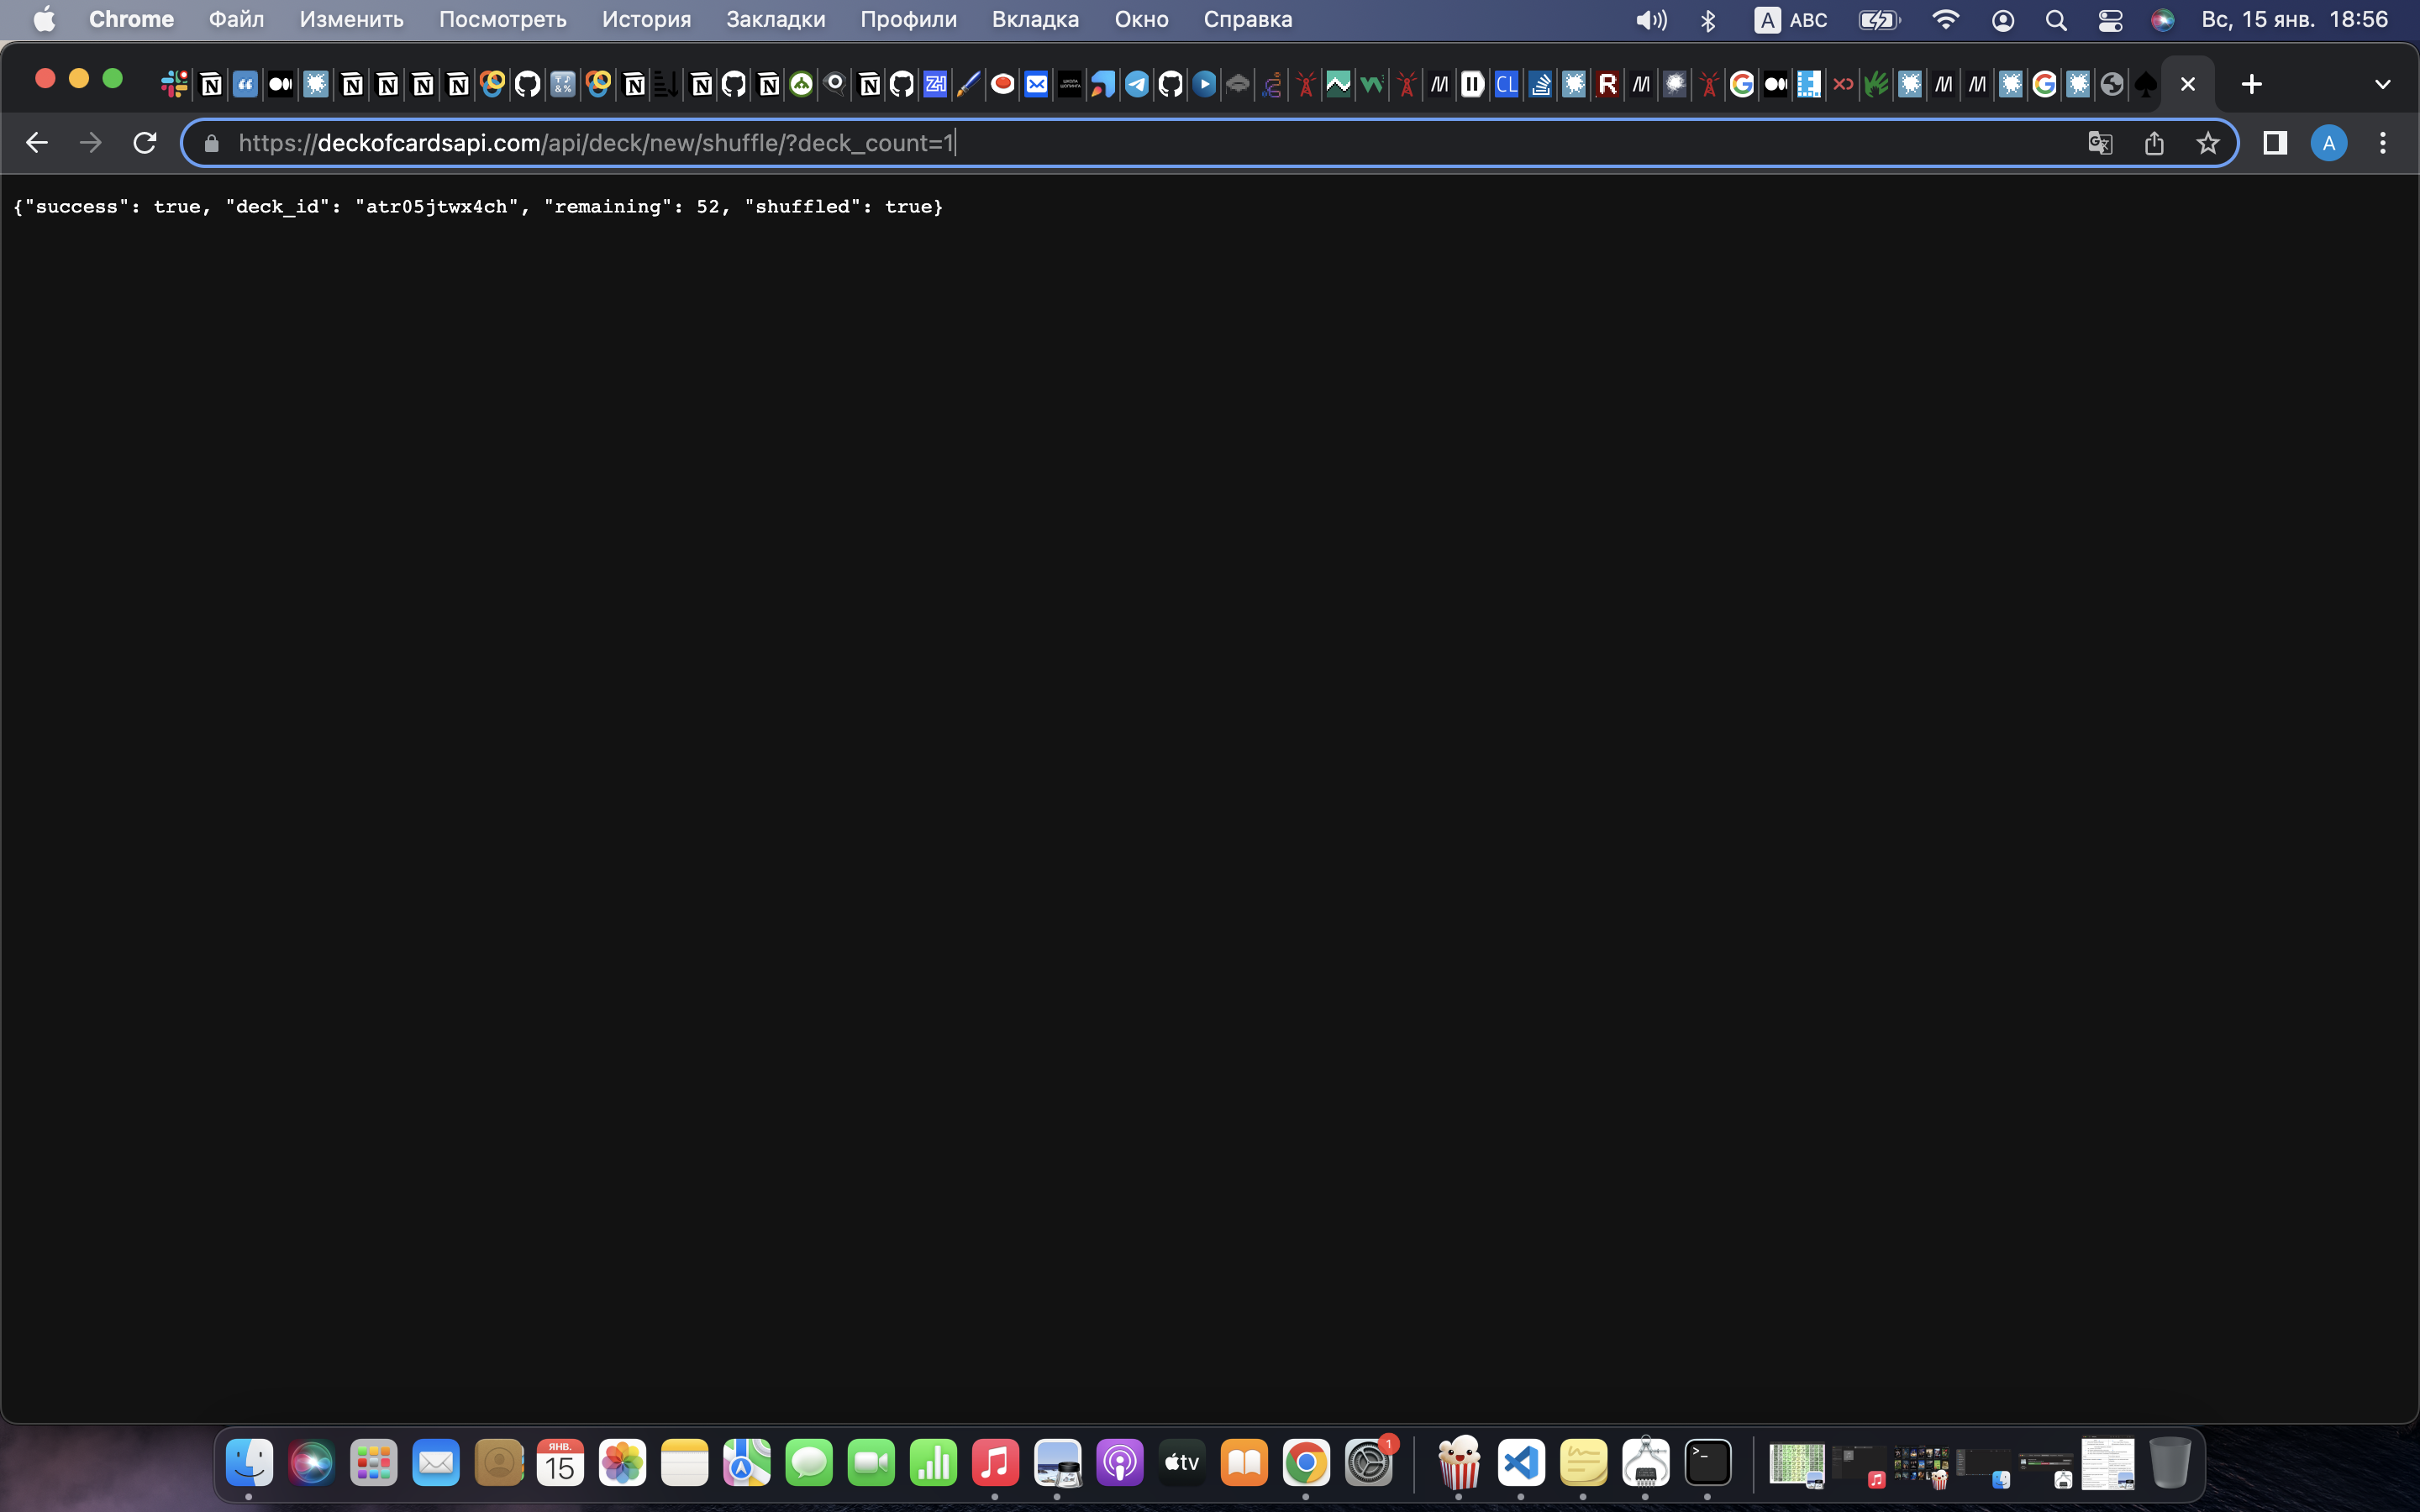 Chrome Файл Изменить Посмотреть История Закладки Профили Вкладка Окно Справка A ABC Вс, 15 янв. 18:56
https://deckofcardsapi.com/api/deck/new/shuffle/?deck_count=1 A
{"success": true, "deck_id": "atr05jtwx4ch", "remaining": 52, "shuffled": true}
ЯНВ.
15
tv
1